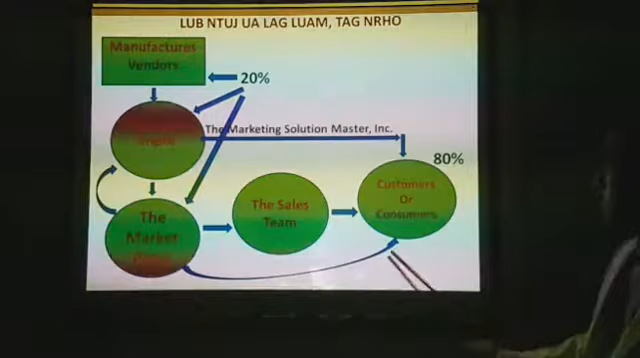 LUB NTUJ UA LAG LUAM, TAG NRHO
Manufactures
Vendors
20%
The Marketing Solution Master, Inc.
80%
Customers
Or
Consumers
The Sales
Team
The
Market